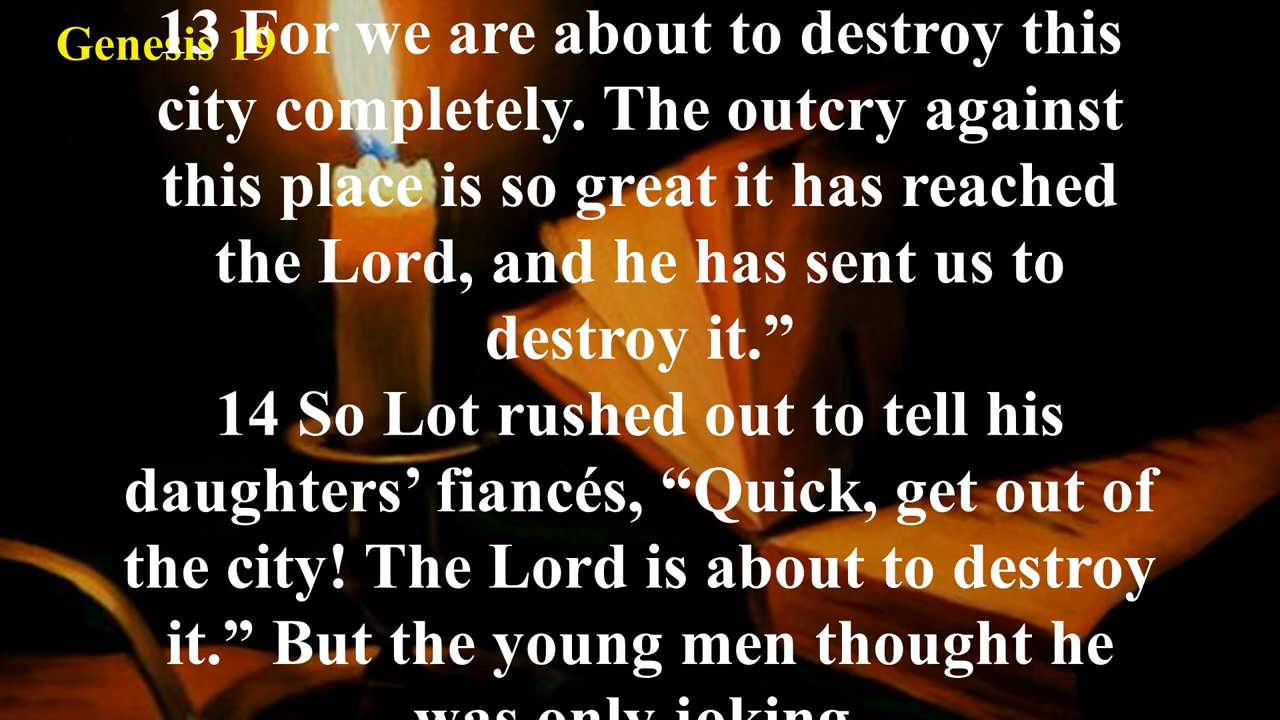 Genesis 19
13 For we are about to destroy this
city completely. The outcry against
this place is so great it has reached
the Lord, and he has sent us to
destroy it.”
14 So Lot rushed out to tell his
daughters’ fiancés, “Quick, get out of
the city! The Lord is about to destroy
it.” But the young men thought he
was only joking.